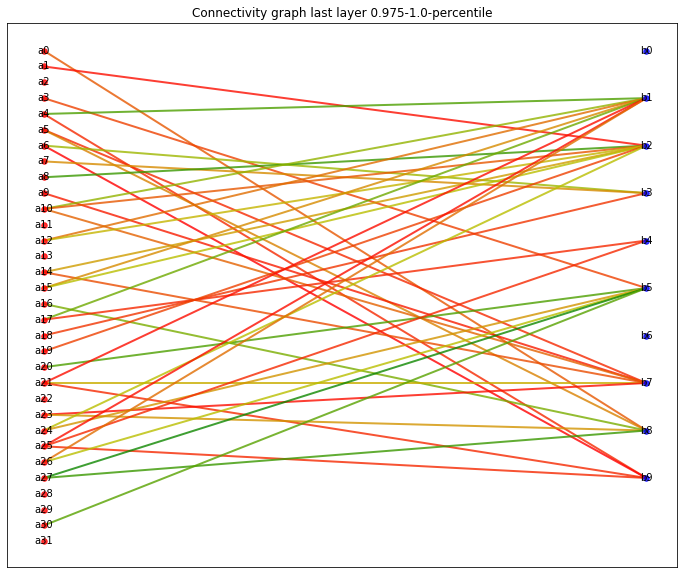 Connectivity graph last layer 0.975-1.0-percentile
a0
a1
a2
a3
a4
a5
a6
a7
a8
a9
a10
a11
a12
a13
a14
a15
a16
a17
a18
a19
a20
a21
a22
a23
a24
a25
a26
a27
a28
a29
a30
a31
b0
b1
b2
b3
b4
b5
b6
b7
b8
b9